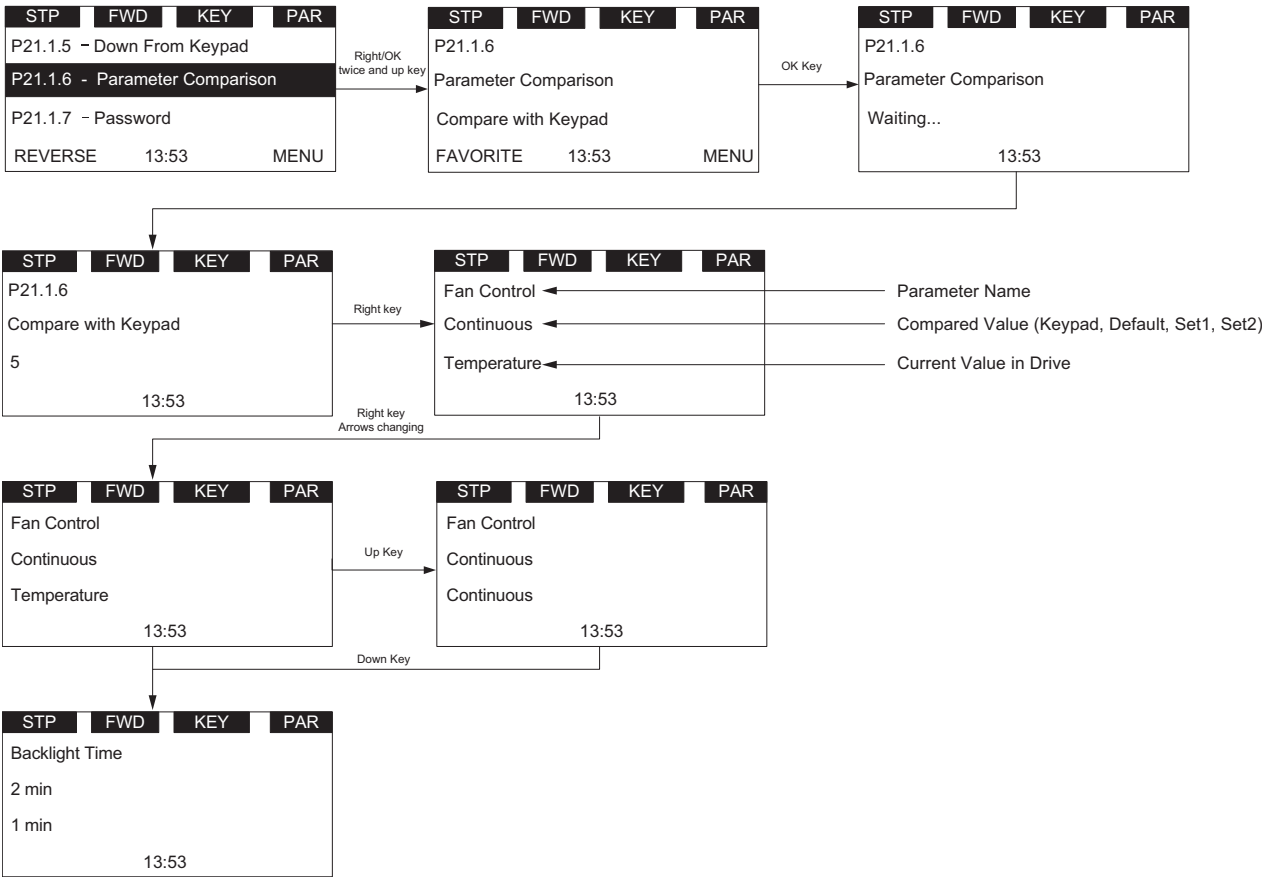 STP FWD KEY PAR
P21.1.5 – Down From Keypad
P21.1.6 - Parameter Comparison
P21.1.7 – Password
REVERSE 13:53 MENU
Right/OK
twice and up key
STP FWD KEY PAR
P21.1.6
Parameter Comparison
Compare with Keypad
FAVORITE 13:53 MENU
OK Key
STP FWD KEY PAR
P21.1.6
Parameter Comparison
Waiting...
13:53
STP FWD KEY PAR
P21.1.6
Compare with Keypad
5
13:53
Right key
STP FWD KEY PAR
Fan Control
Continuous
Temperature
13:53
Parameter Name
Compared Value (Keypad, Default, Set1, Set2)
Current Value in Drive
Right key
Arrows changing
STP FWD KEY PAR
Fan Control
Continuous
Temperature
13:53
Up Key
STP FWD KEY PAR
Fan Control
Continuous
Continuous
13:53
Down Key
STP FWD KEY PAR
Backlight Time
2 min
1 min
13:53